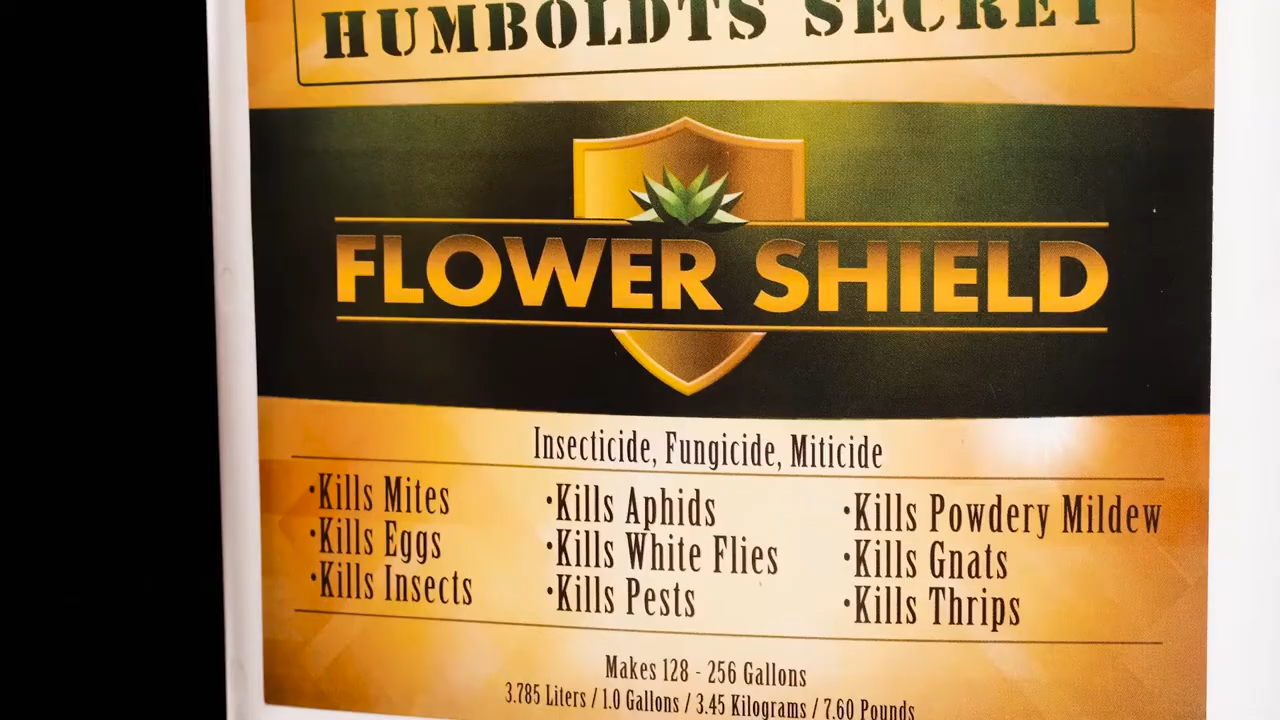 HUMBOLDTS SECRET
FLOWER SHIELD
Insecticide, Fungicide, Miticide
•Kills Mites
•Kills Eggs
•Kills Insects
•Kills Aphids
•Kills White Flies
•Kills Pests
•Kills Powdery Mildew
•Kills Gnats
•Kills Thrips
Makes 128 - 256 Gallons
3.785 Liters / 1.0 Gallons / 3.45 Kilograms / 7.60 Pounds